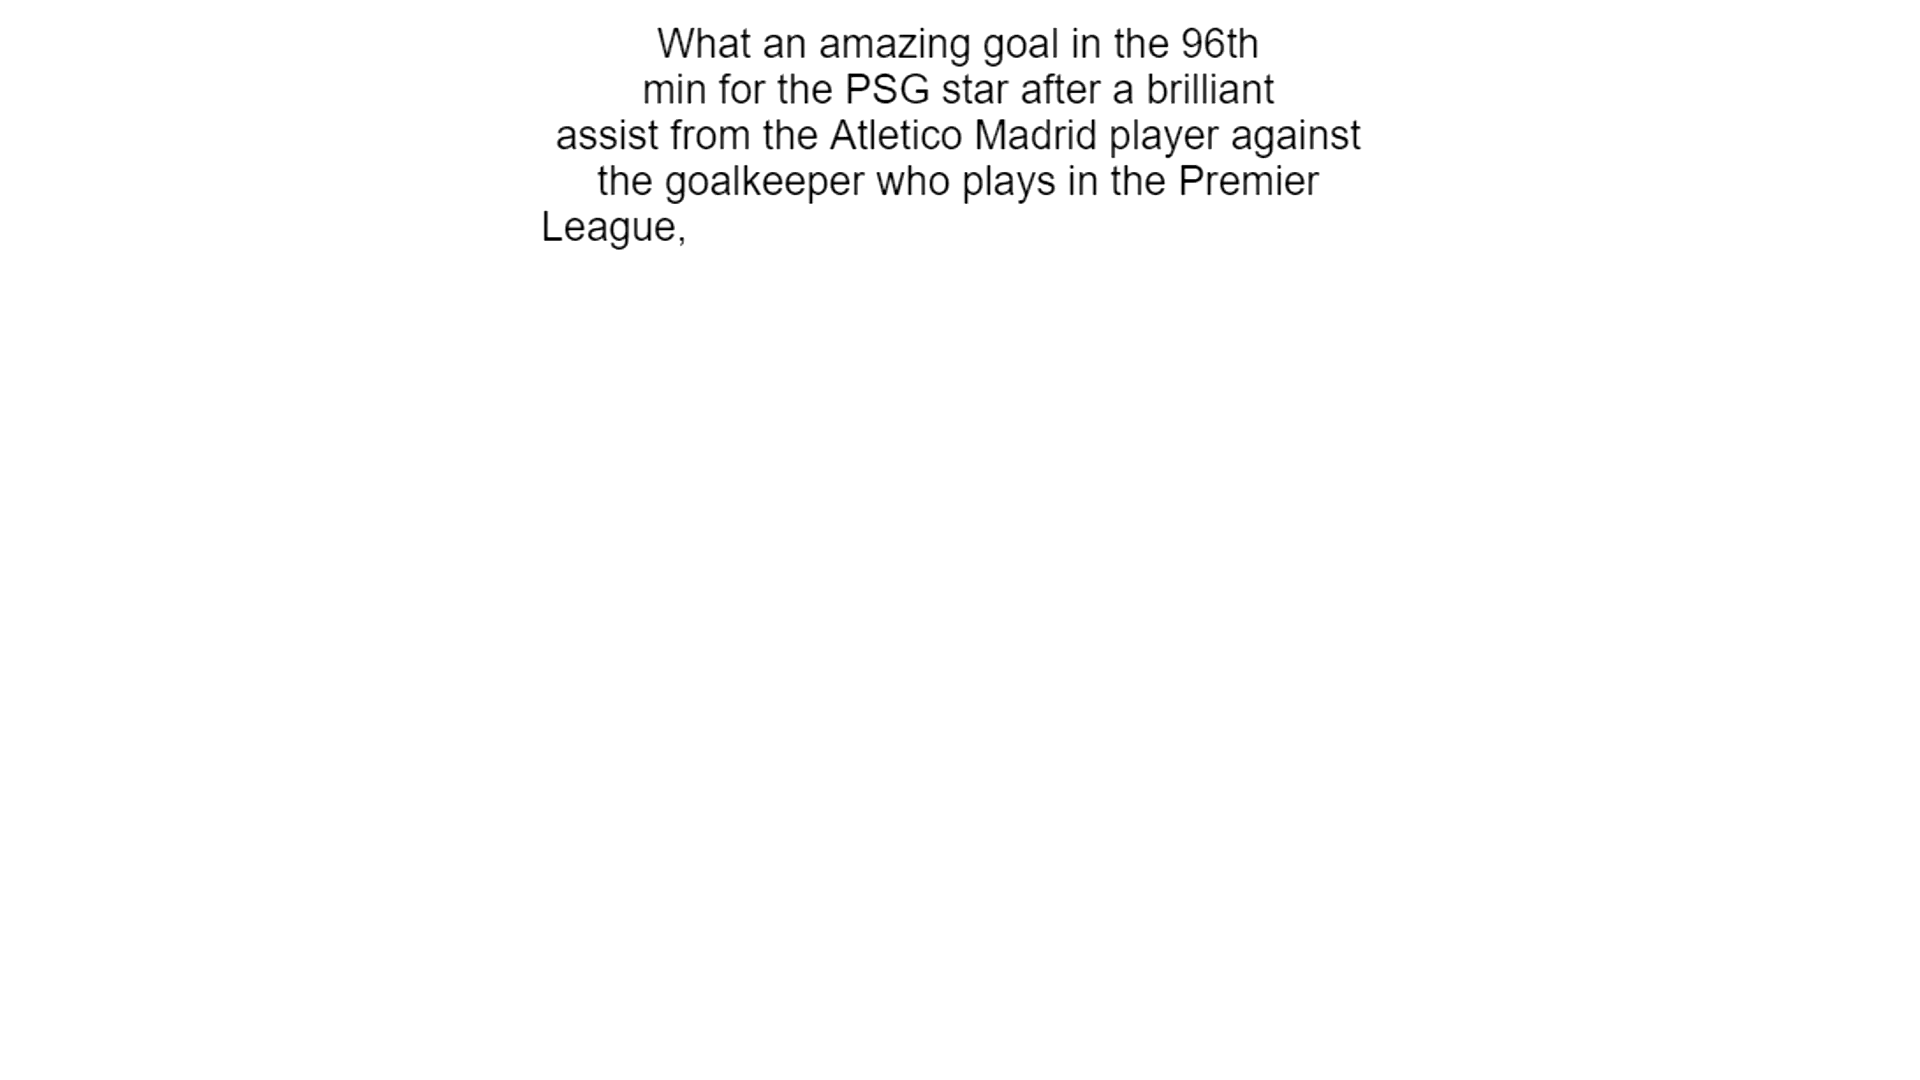 What an amazing goal in the 96th
min for the PSG star after a brilliant
assist from the Atletico Madrid player against
the goalkeeper who plays in the Premier
League,